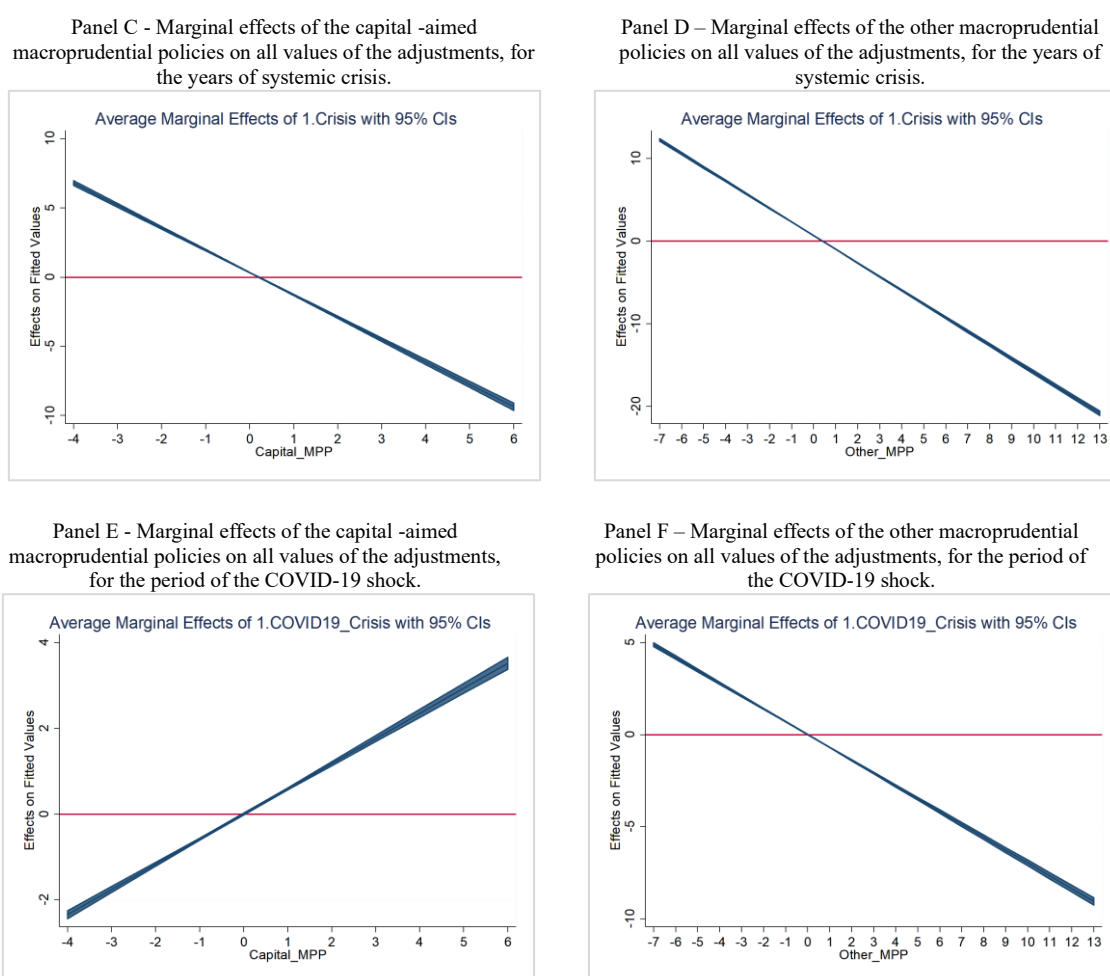 Panel C - Marginal effects of the capital -aimed
macroprudential policies on all values of the adjustments, for
the years of systemic crisis.
Average Marginal Effects of 1.Crisis with 95% CIs
Effects on Fitted Values
10
5
0
-5
-10
-4 -3 -2 -1 0 1 2 3 4 5 6
Capital_MPP
Panel D – Marginal effects of the other macroprudential
policies on all values of the adjustments, for the years of
systemic crisis.
Average Marginal Effects of 1.Crisis with 95% CIs
Effects on Fitted Values
10
0
-10
-20
-7 -6 -5 -4 -3 -2 -1 0 1 2 3 4 5 6 7 8 9 10 11 12 13
Other_MPP
Panel E - Marginal effects of the capital -aimed
macroprudential policies on all values of the adjustments,
for the period of the COVID-19 shock.
Average Marginal Effects of 1.COVID19_Crisis with 95% CIs
Effects on Fitted Values
4
2
0
-2
-4 -3 -2 -1 0 1 2 3 4 5 6
Capital_MPP
Panel F – Marginal effects of the other macroprudential
policies on all values of the adjustments, for the period of
the COVID-19 shock.
Average Marginal Effects of 1.COVID19_Crisis with 95% CIs
Effects on Fitted Values
5
0
-5
-10
-7 -6 -5 -4 -3 -2 -1 0 1 2 3 4 5 6 7 8 9 10 11 12 13
Other_MPP